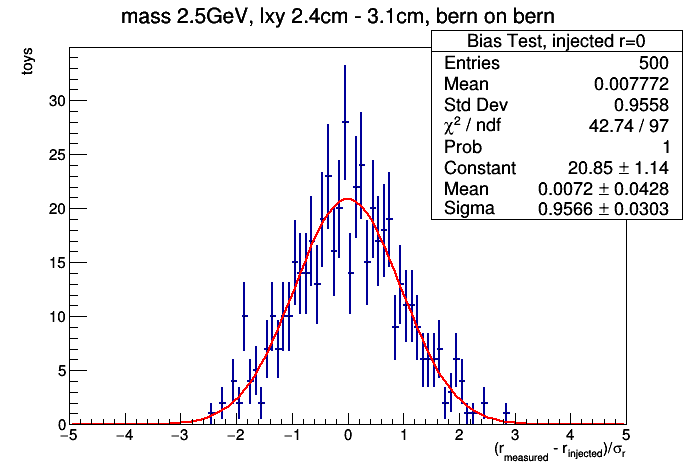 mass 2.5GeV, lxy 2.4cm - 3.1cm, bern on bern
Bias Test, injected r=0
Entries 500
Mean 0.007772
Std Dev 0.9558
χ² / ndf 42.74 / 97
Prob 1
Constant 20.85 ± 1.14
Mean 0.0072 ± 0.0428
Sigma 0.9566 ± 0.0303
toys
30
25
20
15
10
5
0
−5 −4 −3 −2 −1 0 1 2 3 4 5
(r_measured - r_injected)/σ_r